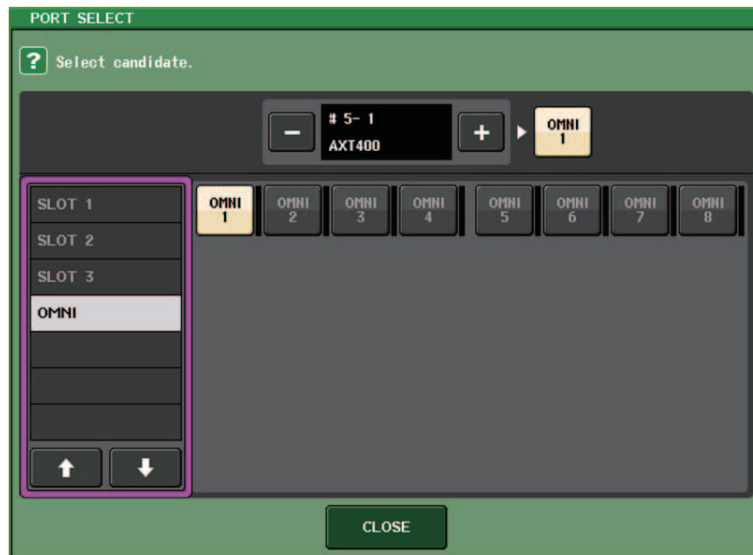 PORT SELECT
? Select candidate.
− # 5- 1 + OMNI 1
AXT400
SLOT 1
SLOT 2
SLOT 3
OMNI
OMNI 1 OMNI 2 OMNI 3 OMNI 4 OMNI 5 OMNI 6 OMNI 7 OMNI 8
CLOSE